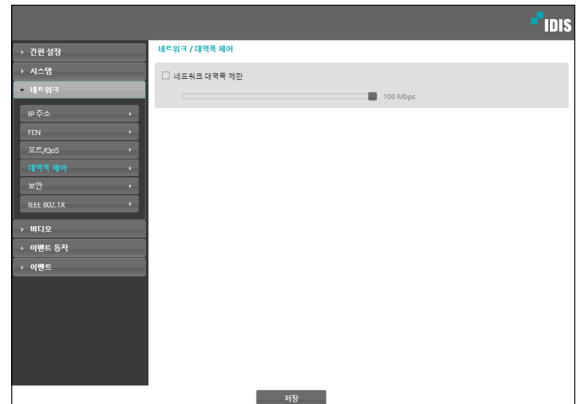 IDIS
간편 설정
시스템
네트워크
IP 주소
FEN
포트/QoS
대역폭 제어
보안
IEEE 802.1X
비디오
이벤트 동작
이벤트
네트워크 / 대역폭 제어
네트워크 대역폭 제한
100 Mbps
저장